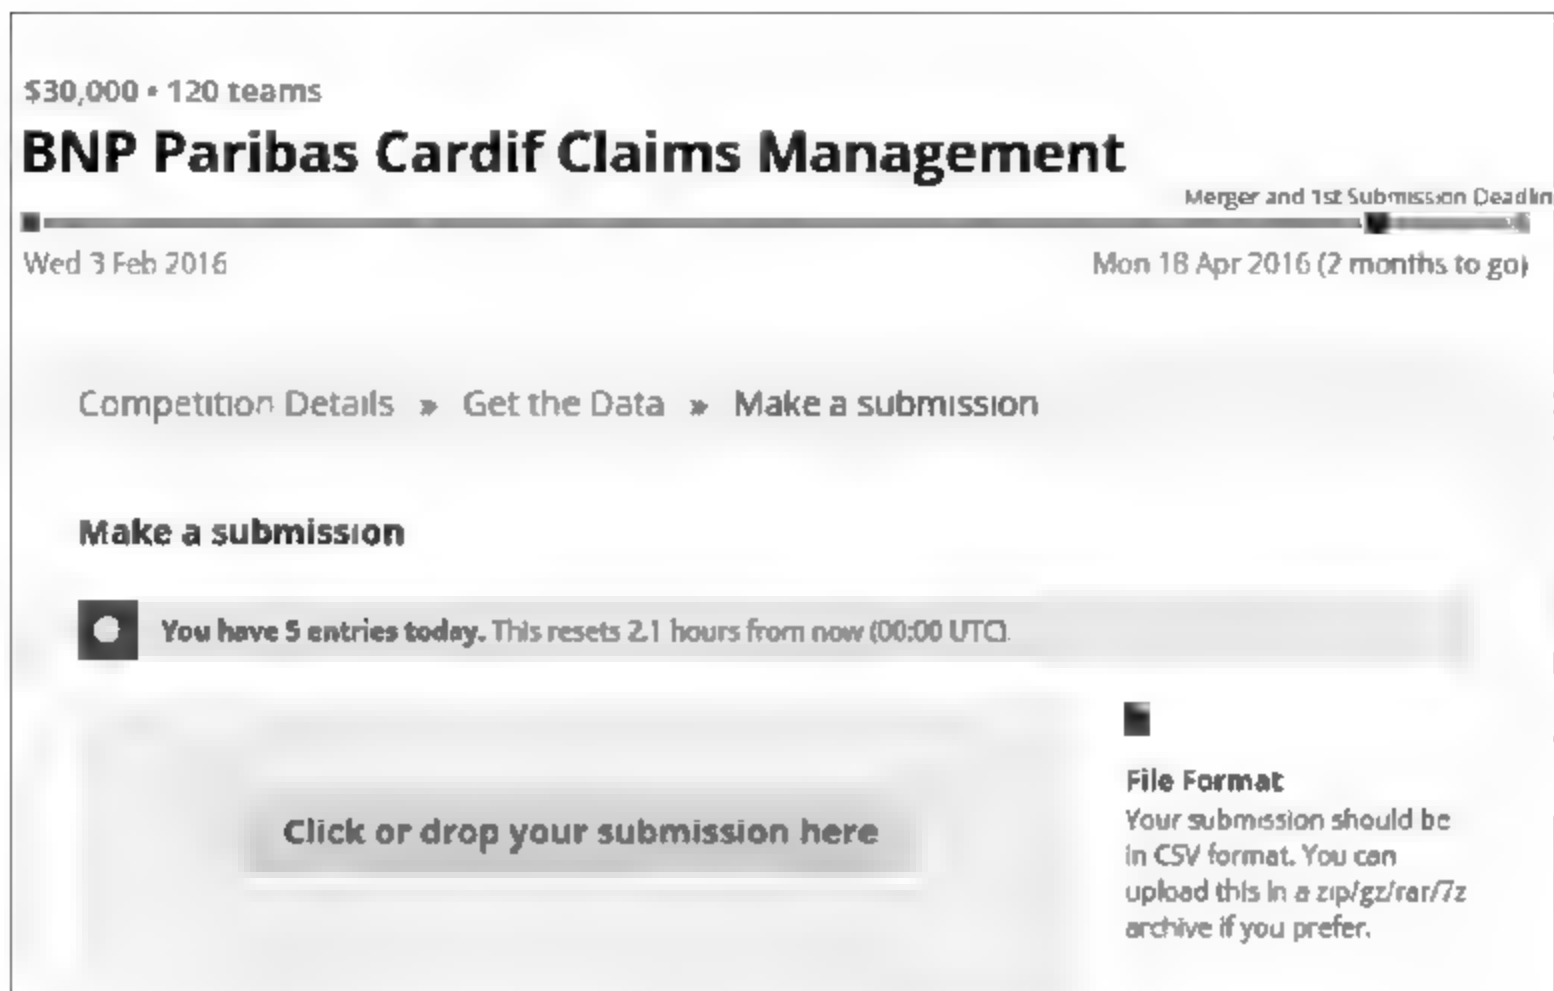 $30,000 • 120 teams
BNP Paribas Cardif Claims Management
Merger and 1st Submission Deadlin
Wed 3 Feb 2016
Mon 18 Apr 2016 (2 months to go)
Competition Details » Get the Data » Make a submission
Make a submission
You have 5 entries today. This resets 2.1 hours from now (00:00 UTC).
Click or drop your submission here
File Format
Your submission should be
in CSV format. You can
upload this in a zip/gz/rar/7z
archive if you prefer.